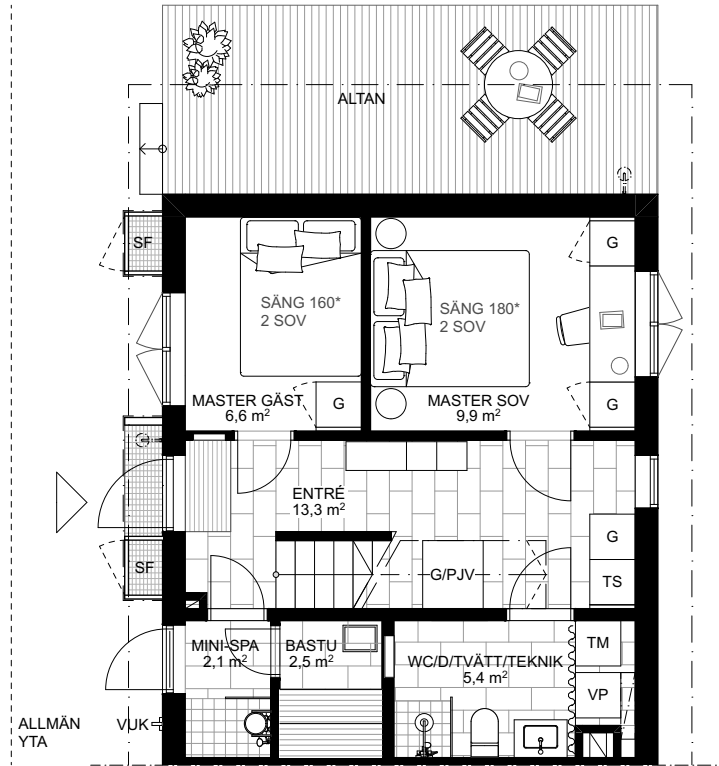 ALTAN
SF
SÄNG 160*
2 SOV
SÄNG 180*
2 SOV
G
MASTER GÄST
6,6 m²
G
MASTER SOV
9,9 m²
G
ENTRÉ
13,3 m²
SF
G/PJV
G
TS
MINI-SPA
2,1 m²
BASTU
2,5 m²
WC/D/TVÄTT/TEKNIK
5,4 m²
TM
VP
ALLMÄN
YTA
VUK